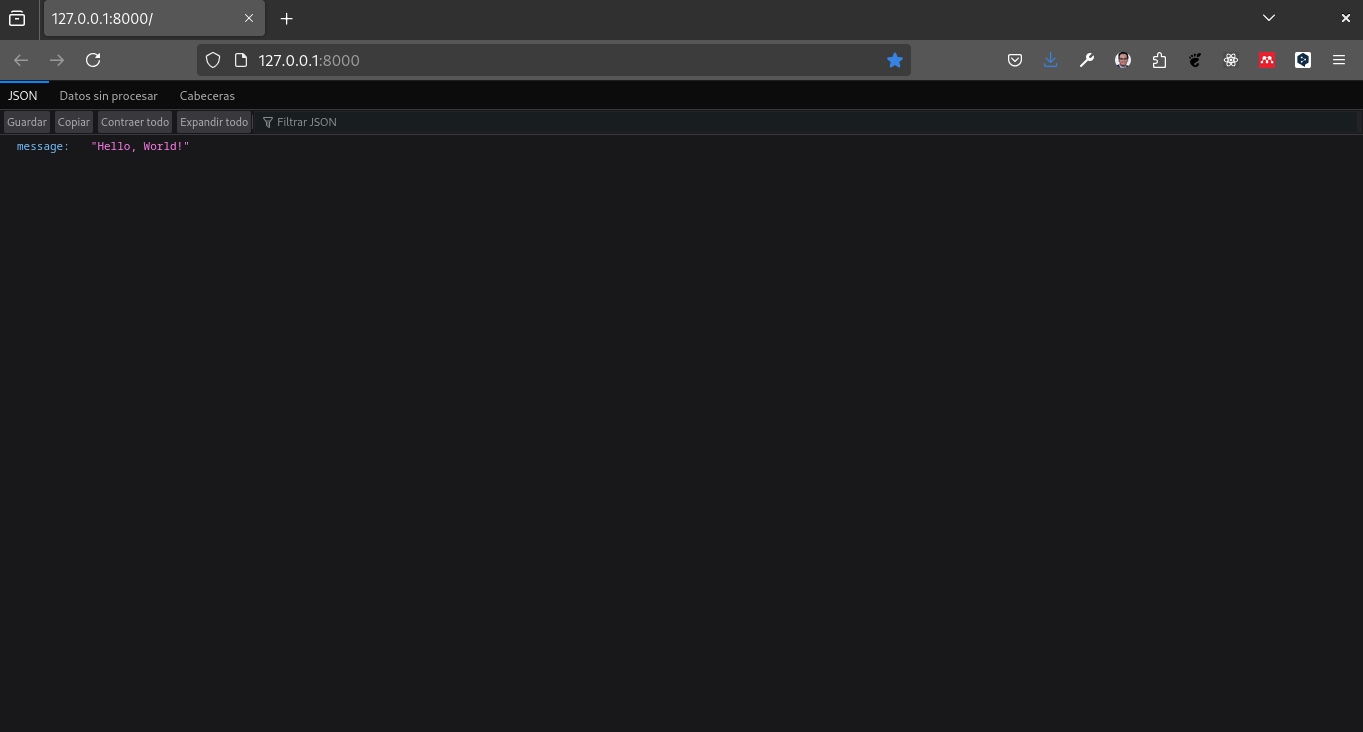 127.0.0.1:8000/
127.0.0.1:8000
JSON Datos sin procesar Cabeceras
Guardar Copiar Contraer todo Expandir todo Filtrar JSON
message: "Hello, World!"